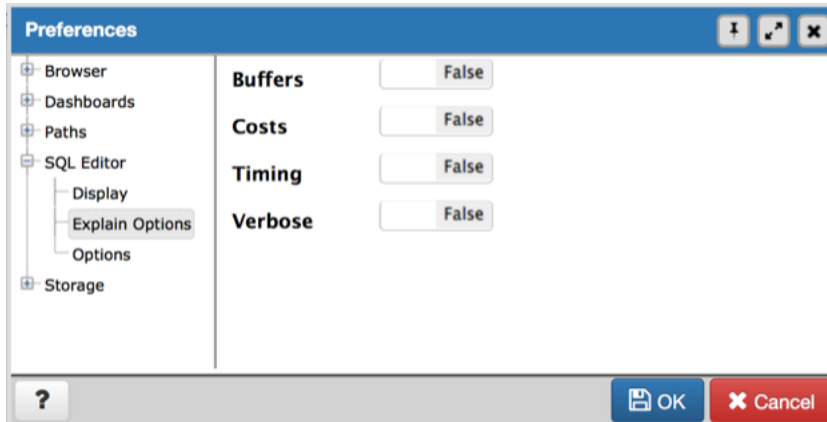 Preferences
Browser
Dashboards
Paths
SQL Editor
Display
Explain Options
Options
Storage
Buffers False
Costs False
Timing False
Verbose False
?
OK
Cancel